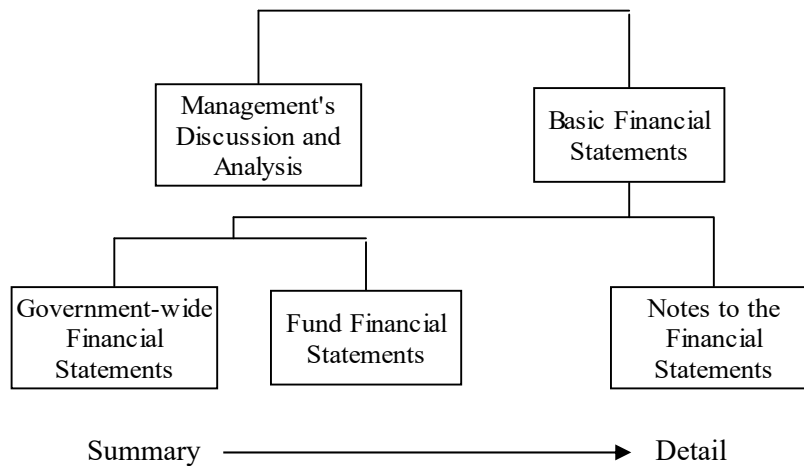 Management's
Discussion and
Analysis
Basic Financial
Statements
Government-wide
Financial
Statements
Fund Financial
Statements
Notes to the
Financial
Statements
Summary
Detail